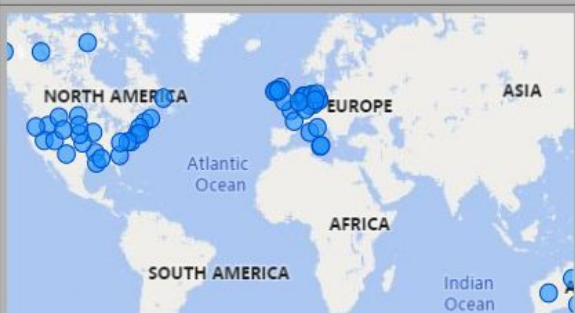 NORTH AMERICA
EUROPE
ASIA
Atlantic
Ocean
AFRICA
SOUTH AMERICA
Indian
Ocean
A